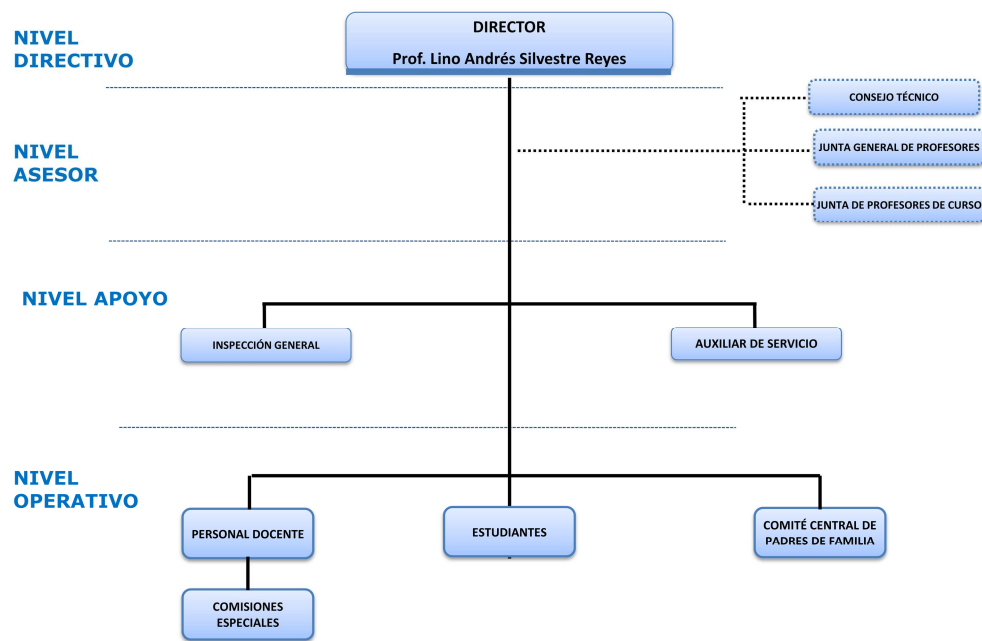 NIVEL
DIRECTIVO
DIRECTOR
Prof. Lino Andrés Silvestre Reyes
NIVEL
ASESOR
CONSEJO TÉCNICO
JUNTA GENERAL DE PROFESORES
JUNTA DE PROFESORES DE CURSO
NIVEL APOYO
INSPECCIÓN GENERAL
AUXILIAR DE SERVICIO
NIVEL
OPERATIVO
PERSONAL DOCENTE
ESTUDIANTES
COMITÉ CENTRAL DE
PADRES DE FAMILIA
COMISIONES
ESPECIALES